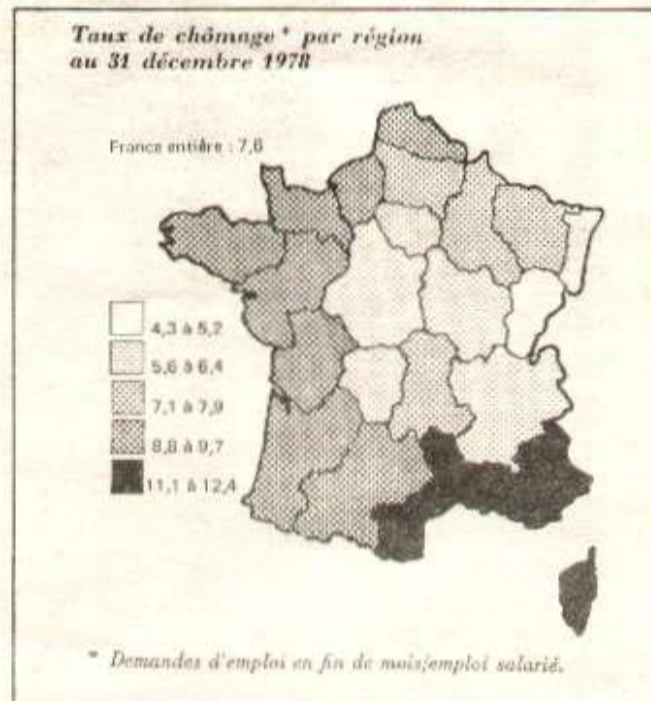 Taux de chômage* par région
au 31 décembre 1978
France entière : 7,6
4,3 à 5,2
5,6 à 6,4
7,1 à 7,9
8,8 à 9,7
11,1 à 12,4
* Demandes d'emploi en fin de mois/emploi salarié.